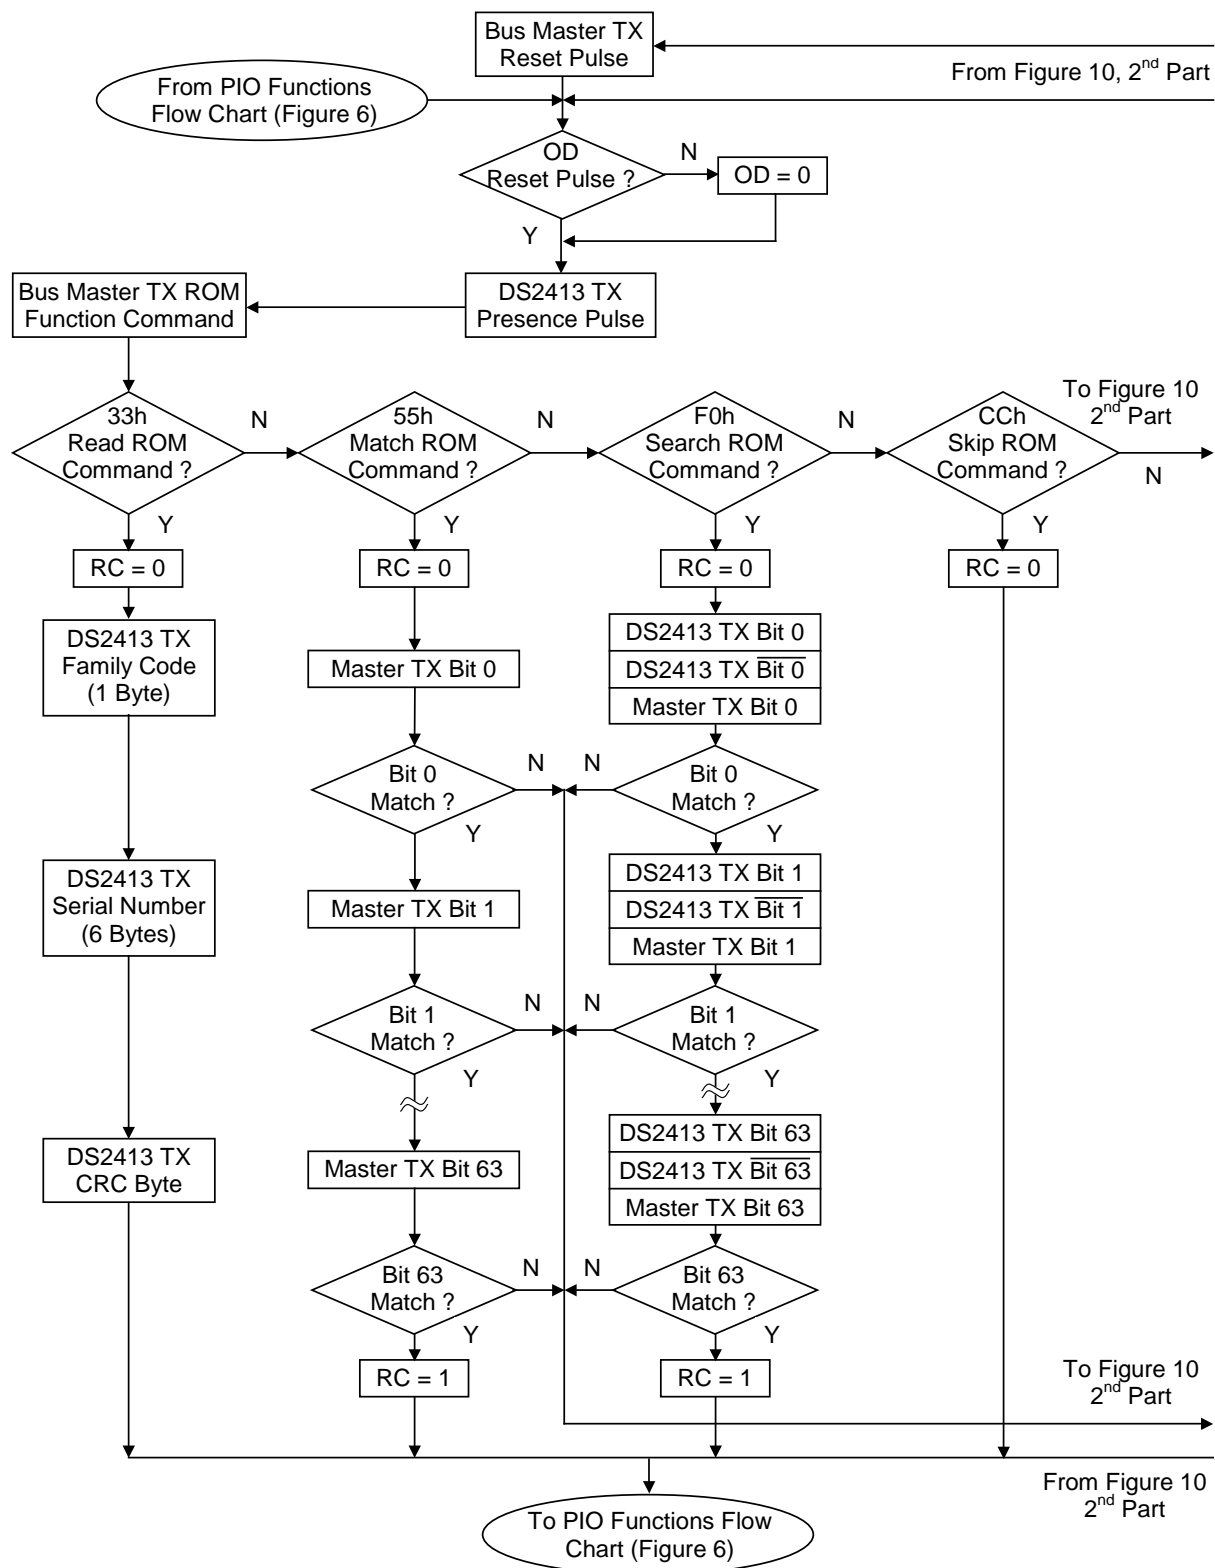 Bus Master TX
Reset Pulse
From Figure 10, 2nd Part
From PIO Functions
Flow Chart (Figure 6)
OD
Reset Pulse ?
N
OD = 0
Y
Bus Master TX ROM
Function Command
DS2413 TX
Presence Pulse
33h
Read ROM
Command ?
N
55h
Match ROM
Command ?
N
F0h
Search ROM
Command ?
N
CCh
Skip ROM
Command ?
To Figure 10
2nd Part
N
Y
Y
Y
Y
RC = 0
RC = 0
RC = 0
RC = 0
DS2413 TX
Family Code
(1 Byte)
Master TX Bit 0
DS2413 TX Bit 0
DS2413 TX B̅i̅t̅ ̅0̅
Master TX Bit 0
Bit 0
Match ?
N
N
Bit 0
Match ?
Y
Y
DS2413 TX
Serial Number
(6 Bytes)
Master TX Bit 1
DS2413 TX Bit 1
DS2413 TX B̅i̅t̅ ̅1̅
Master TX Bit 1
Bit 1
Match ?
N
N
Bit 1
Match ?
Y
Y
DS2413 TX
CRC Byte
Master TX Bit 63
DS2413 TX Bit 63
DS2413 TX B̅i̅t̅ ̅6̅3̅
Master TX Bit 63
Bit 63
Match ?
N
N
Bit 63
Match ?
Y
Y
RC = 1
RC = 1
To Figure 10
2nd Part
From Figure 10
2nd Part
To PIO Functions Flow
Chart (Figure 6)